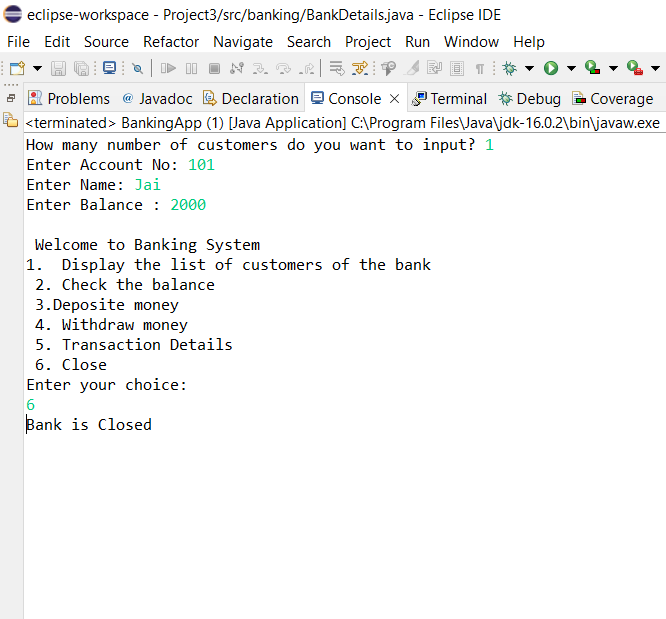 eclipse-workspace - Project3/src/banking/BankDetails.java - Eclipse IDE
File Edit Source Refactor Navigate Search Project Run Window Help
Problems @ Javadoc Declaration Console Terminal Debug Coverage
<terminated> BankingApp (1) [Java Application] C:\Program Files\Java\jdk-16.0.2\bin\javaw.exe
How many number of customers do you want to input? 1
Enter Account No: 101
Enter Name: Jai
Enter Balance : 2000
Welcome to Banking System
1.  Display the list of customers of the bank
2. Check the balance
3.Deposite money
4. Withdraw money
5. Transaction Details
6. Close
Enter your choice:
6
Bank is Closed